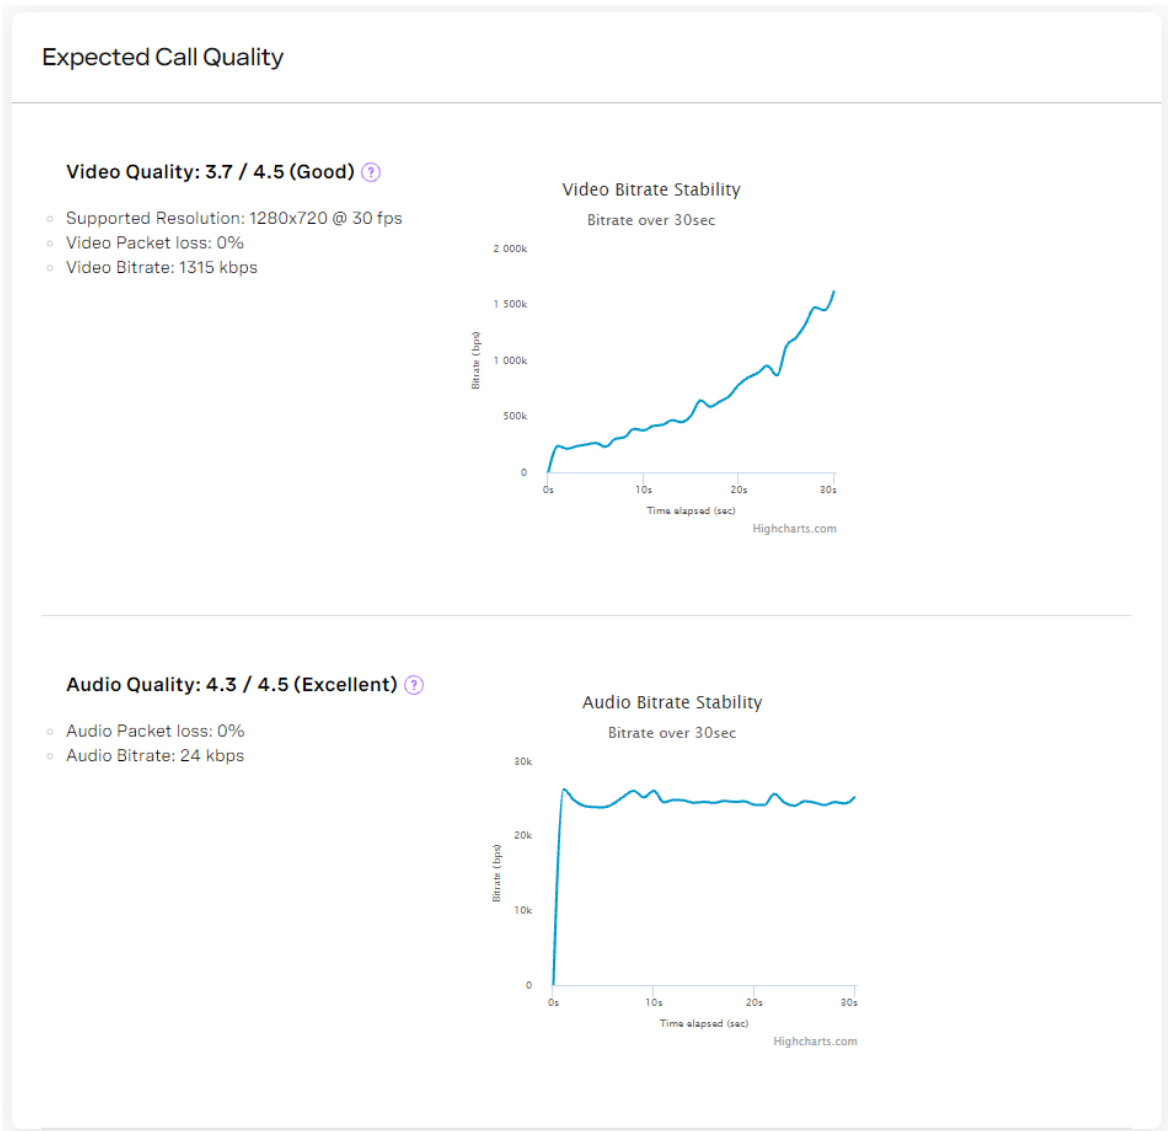 Expected Call Quality
Video Quality: 3.7 / 4.5 (Good) ?
Supported Resolution: 1280x720 @ 30 fps
Video Packet loss: 0%
Video Bitrate: 1315 kbps
Video Bitrate Stability
Bitrate over 30sec
2 000k
1 500k
1 000k
500k
0
Bitrate (bps)
0s 10s 20s 30s
Time elapsed (sec)
Highcharts.com
Audio Quality: 4.3 / 4.5 (Excellent) ?
Audio Packet loss: 0%
Audio Bitrate: 24 kbps
Audio Bitrate Stability
Bitrate over 30sec
30k
20k
10k
0
Bitrate (bps)
0s 10s 20s 30s
Time elapsed (sec)
Highcharts.com